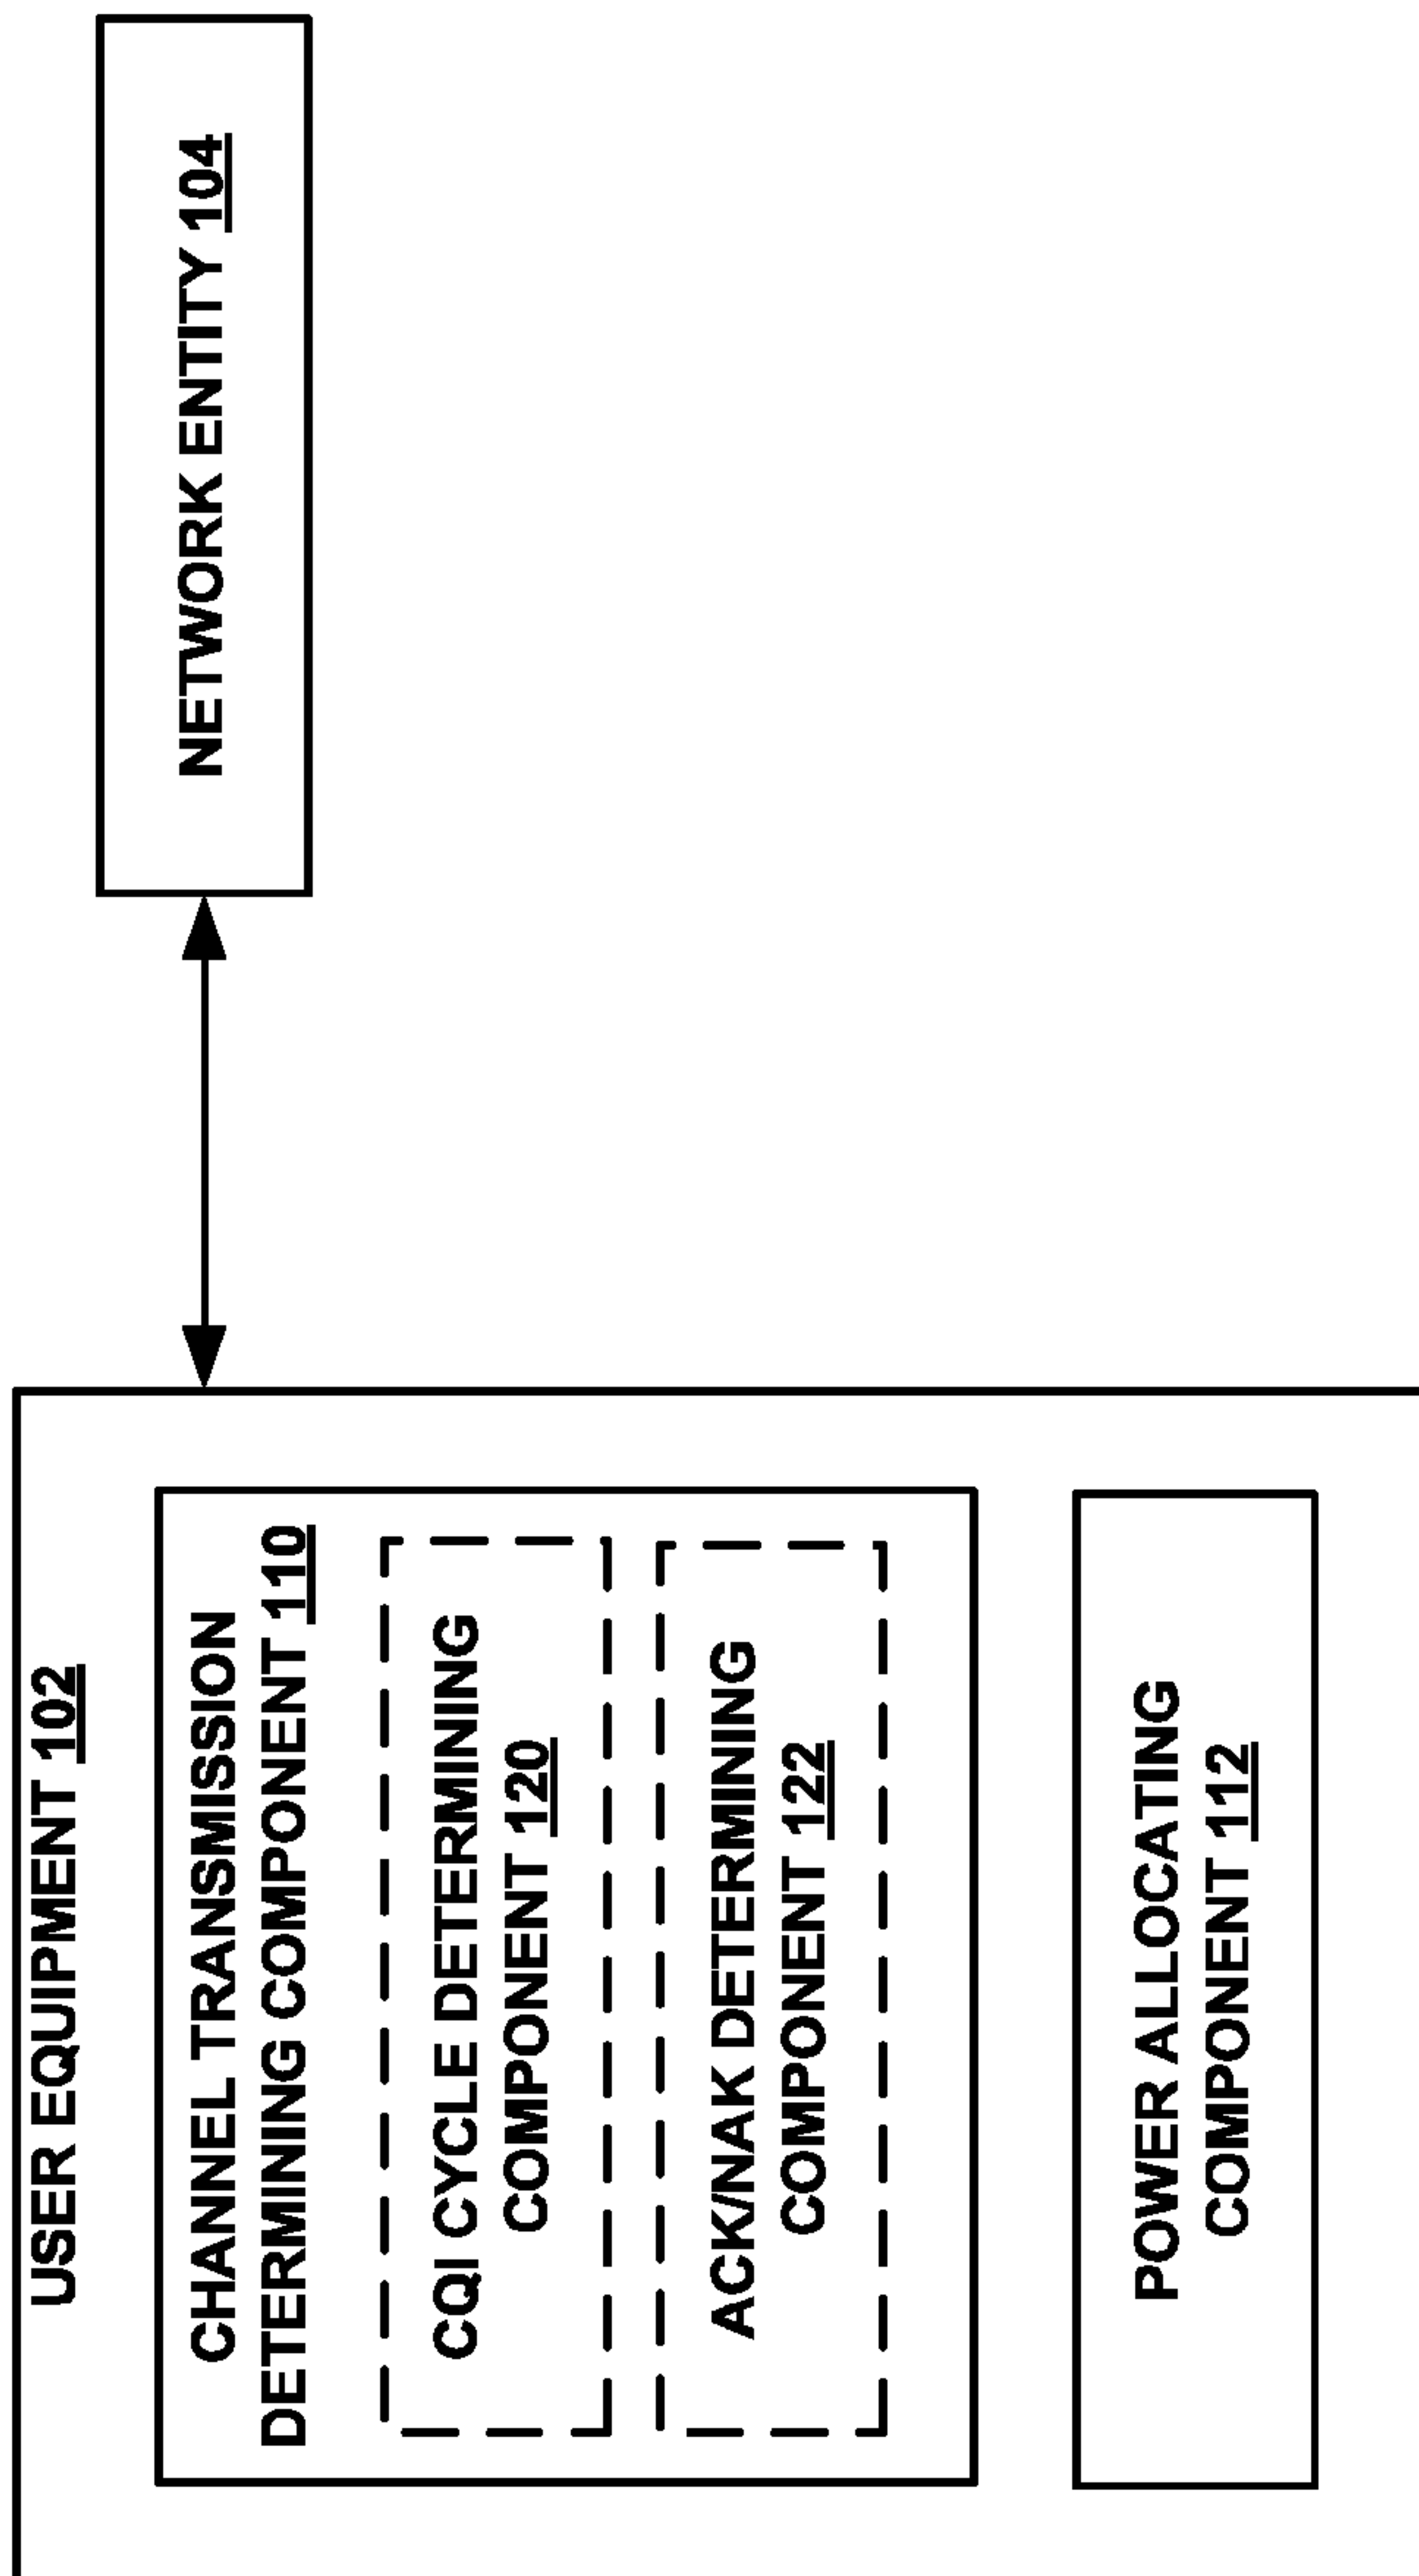 USER EQUIPMENT 102
CHANNEL TRANSMISSION
DETERMINING COMPONENT 110
CQI CYCLE DETERMINING
COMPONENT 120
ACK/NAK DETERMINING
COMPONENT 122
POWER ALLOCATING
COMPONENT 112
NETWORK ENTITY 104